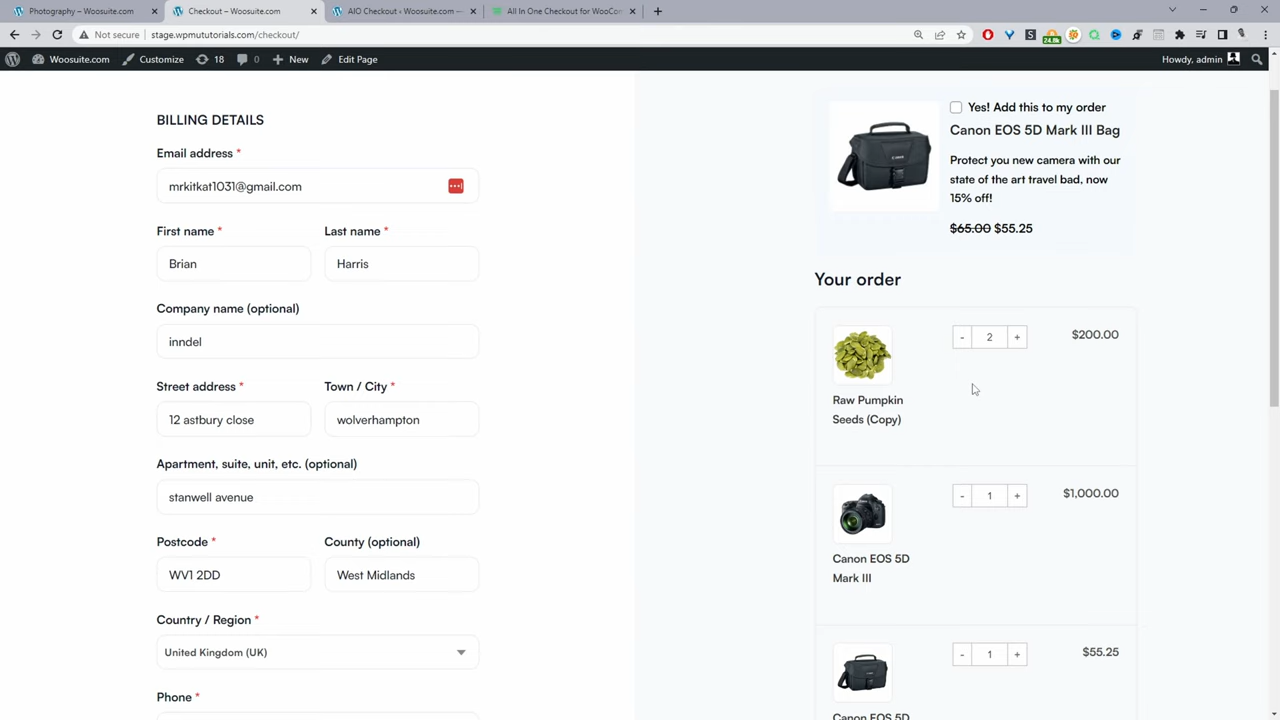 Photography – Woosuite.com
Checkout – Woosuite.com
AIO Checkout ‹ Woosuite.com —
All In One Checkout for WooCom
Not secure
stage.wpmututorials.com/checkout/
24.8k
Woosuite.com
Customize
18
0
New
Edit Page
Howdy, admin
BILLING DETAILS
Email address *
mrkitkat1031@gmail.com
First name *
Last name *
Brian
Harris
Company name (optional)
inndel
Street address *
Town / City *
12 astbury close
wolverhampton
Apartment, suite, unit, etc. (optional)
stanwell avenue
Postcode *
County (optional)
WV1 2DD
West Midlands
Country / Region *
United Kingdom (UK)
Phone *
Yes! Add this to my order
Canon EOS 5D Mark III Bag
Protect you new camera with our
state of the art travel bad, now
15% off!
$65.00 $55.25
Your order
- 2 +
$200.00
Raw Pumpkin
Seeds (Copy)
- 1 +
$1,000.00
Canon EOS 5D
Mark III
- 1 +
$55.25
Canon EOS 5D